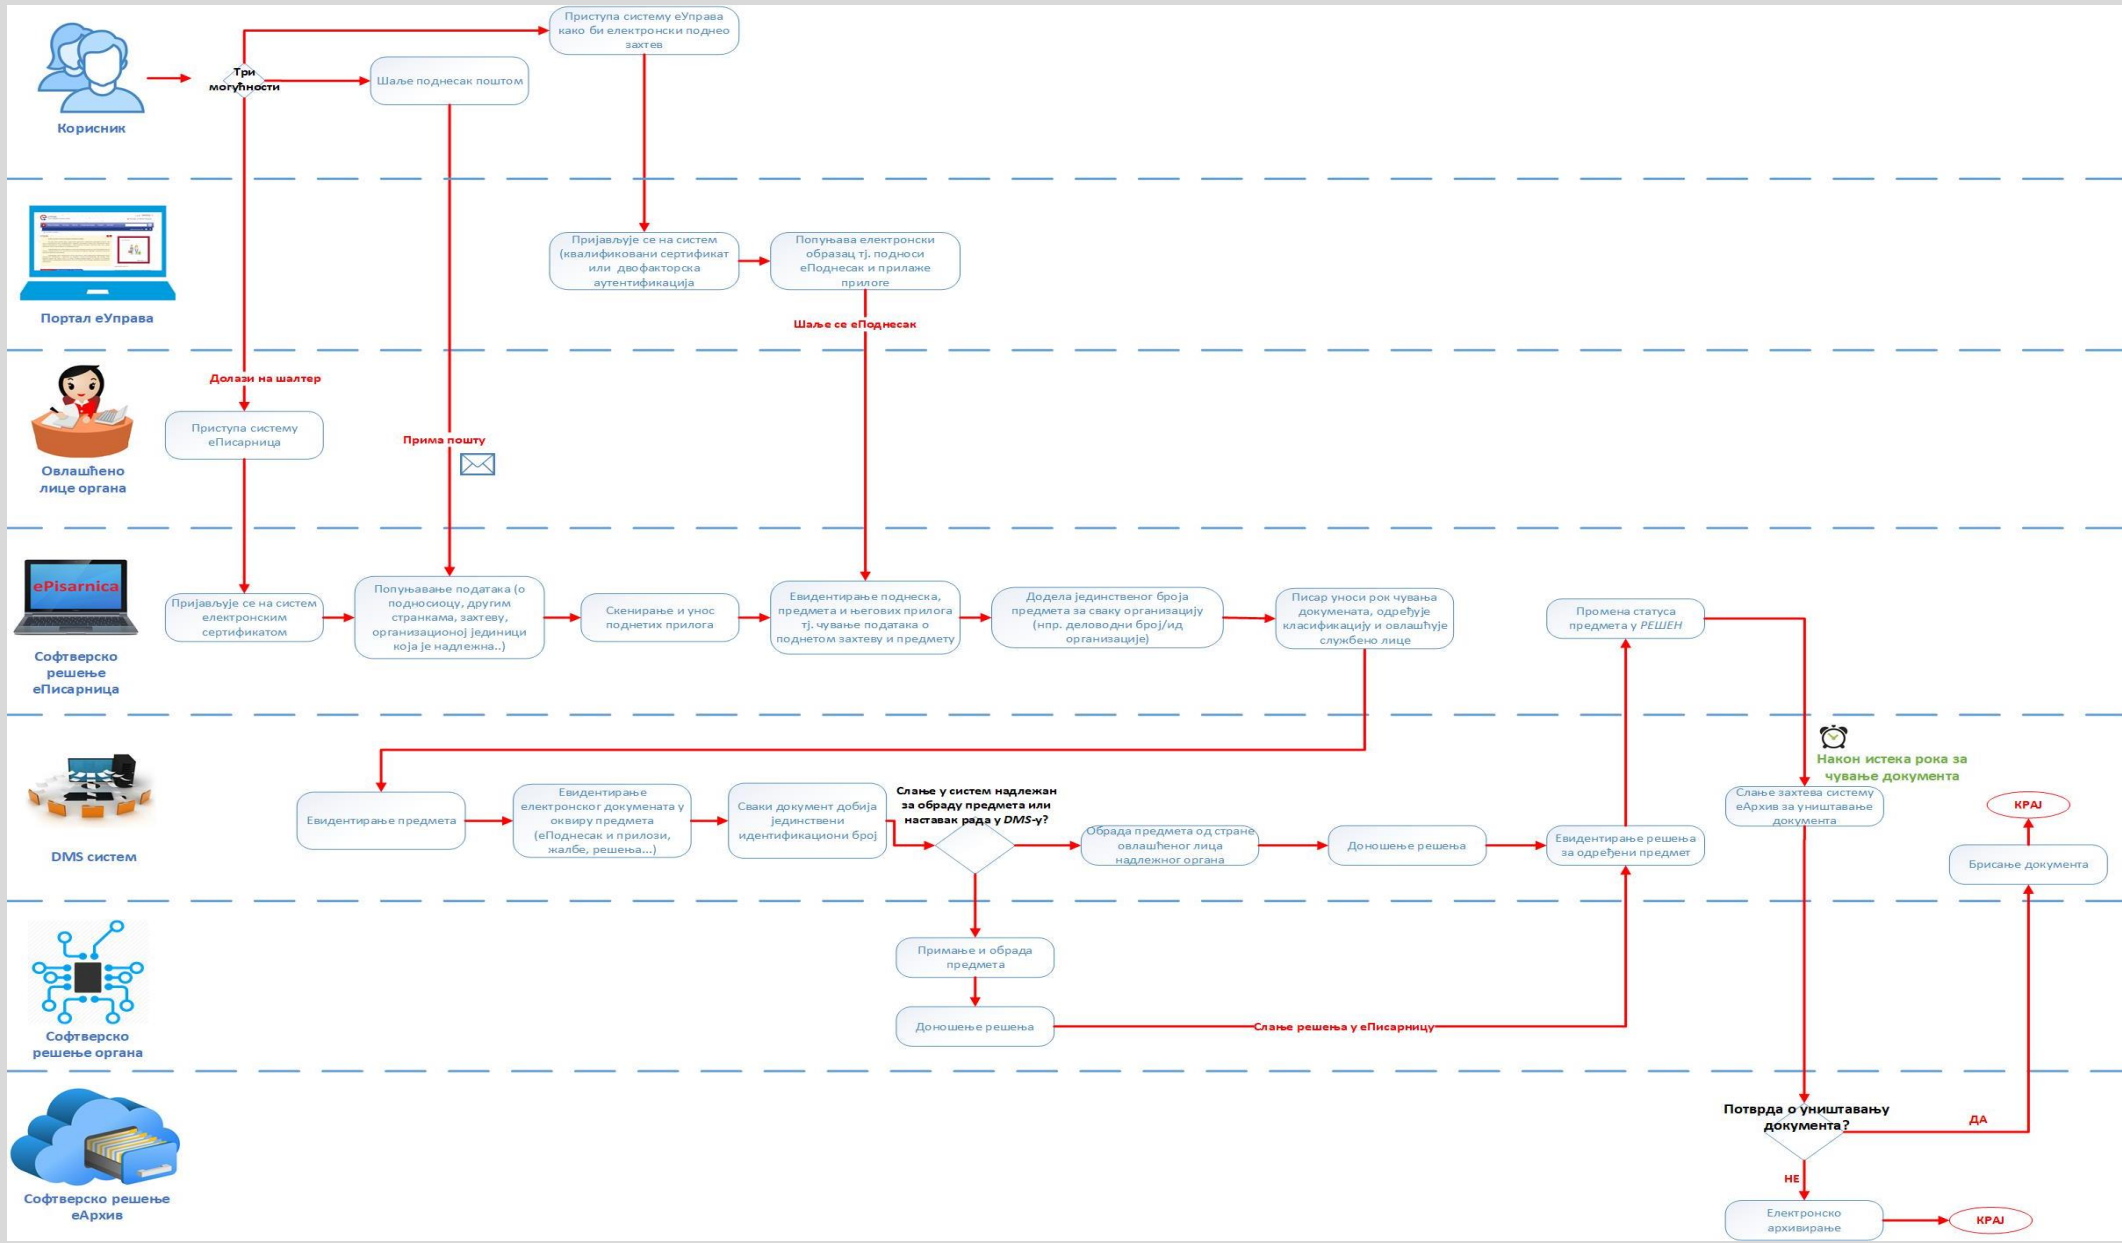 Приступа систему еУправа
како би електронски поднео
захтев
Три
могућности
Шаље поднесак поштом
Корисник
Пријављује се на систем
(квалификовани сертификат
или двофакторска
аутентификација
Попуњава електронски
образац тј. подноси
еПоднесак и прилаже
прилоге
Портал еУправа
Шаље се еПоднесак
Долази на шалтер
Приступа систему
еПисарница
Прима пошту
Овлашћено
лице органа
ePisarnica
Пријављује се на систем
електронским
сертификатом
Попуњавање података (о
подносиоцу, другим
странкама, захтеву,
организационој јединици
која је надлежна..)
Скенирање и унос
поднетих прилога
Евидентирање поднеска,
предмета и његових прилога
тј. чување података о
поднетом захтеву и предмету
Додела јединственог броја
предмета за сваку организацију
(нпр. деловодни број/ид
организације)
Писар уноси рок чувања
документа, одређује
класификацију и овлашћује
службено лице
Промена статуса
предмета у РЕШЕН
Софтверско
решење
еПисарница
Након истека рока за
чување документа
Евидентирање предмета
Евидентирање
електронског докумената у
оквиру предмета
(еПоднесак и прилози,
жалбе, решења...)
Сваки документ добија
јединствени
идентификациони број
Слање у систем надлежан
за обраду предмета или
наставак рада у DMS-у?
Обрада предмета од стране
овлашћеног лица
надлежног органа
Доношење решења
Евидентирање решења
за одређени предмет
Слање захтева систему
еАрхив за уништавање
документа
КРАЈ
Брисање документа
DMS систем
Примање и обрада
предмета
Доношење решења
Слање решења у еПисарницу
Софтверско
решење органа
Потврда о уништавању
документа?
ДА
НЕ
Електронско
архивирање
КРАЈ
Софтверско решење
еАрхив